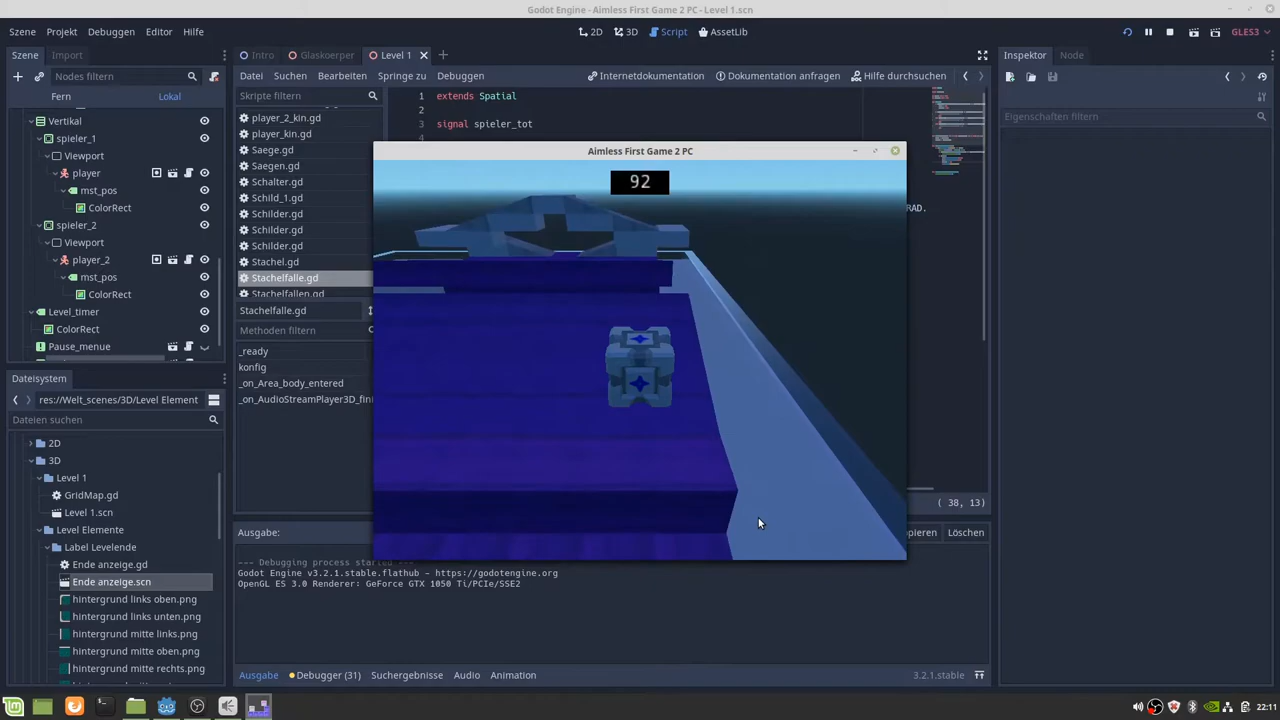 Godot Engine - Aimless First Game 2 PC - Level 1.scn
Szene Projekt Debuggen Editor Hilfe
2D 3D Script AssetLib
GLES3
Szene Import
Nodes filtern
Fern Lokal
Vertikal
spieler_1
Viewport
player
mst_pos
ColorRect
spieler_2
Viewport
player_2
mst_pos
ColorRect
Level_timer
ColorRect
Pause_menue
Dateisystem
res://Welt_scenes/3D/Level Element
Dateien suchen
2D
3D
Level 1
GridMap.gd
Level 1.scn
Level Elemente
Label Levelende
Ende anzeige.gd
Ende anzeige.scn
hintergrund links oben.png
hintergrund links unten.png
hintergrund mitte links.png
hintergrund mitte oben.png
hintergrund mitte rechts.png
Intro Glaskoerper Level 1
Datei Suchen Bearbeiten Springe zu Debuggen
Internetdokumentation Dokumentation anfragen Hilfe durchsuchen
Skripte filtern
player_2_kin.gd
player_kin.gd
Saege.gd
Saegen.gd
Schalter.gd
Schild_1.gd
Schilder.gd
Schilder.gd
Schilder.gd
Stachel.gd
Stachelfalle.gd
Stachelfallen.gd
Stachelfalle.gd
Methoden filtern
_ready
konfig
_on_Area_body_entered
_on_AudioStreamPlayer3D_fini
1 extends Spatial
2
3 signal spieler_tot
RAD.
( 38, 13)
Aimless First Game 2 PC
92
Ausgabe:
opieren Löschen
--- Debugging process started ---
Godot Engine v3.2.1.stable.flathub - https://godotengine.org
OpenGL ES 3.0 Renderer: GeForce GTX 1050 Ti/PCIe/SSE2
Ausgabe Debugger (31) Suchergebnisse Audio Animation
3.2.1.stable
Inspektor Node
Eigenschaften filtern
22:11